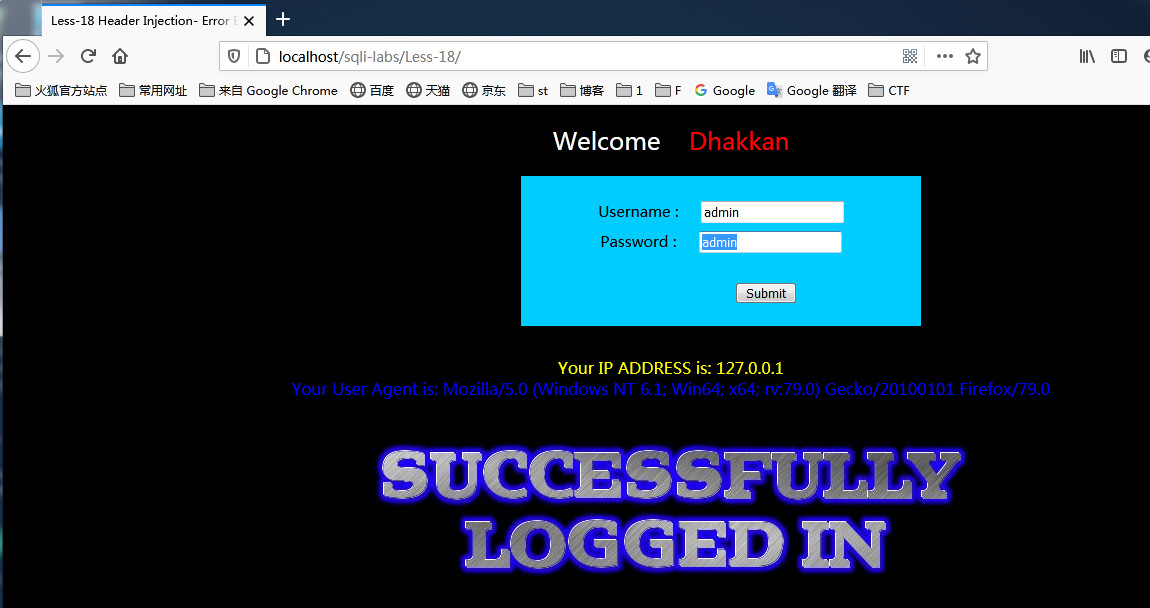 Less-18 Header Injection- Error
localhost/sqli-labs/Less-18/
火狐官方站点 常用网址 来自 Google Chrome 百度 天猫 京东 st 博客 1 F Google Google 翻译 CTF
Welcome Dhakkan
Username : admin
Password : admin
Submit
Your IP ADDRESS is: 127.0.0.1
Your User Agent is: Mozilla/5.0 (Windows NT 6.1; Win64; x64; rv:79.0) Gecko/20100101 Firefox/79.0
SUCCESSFULLY
LOGGED IN